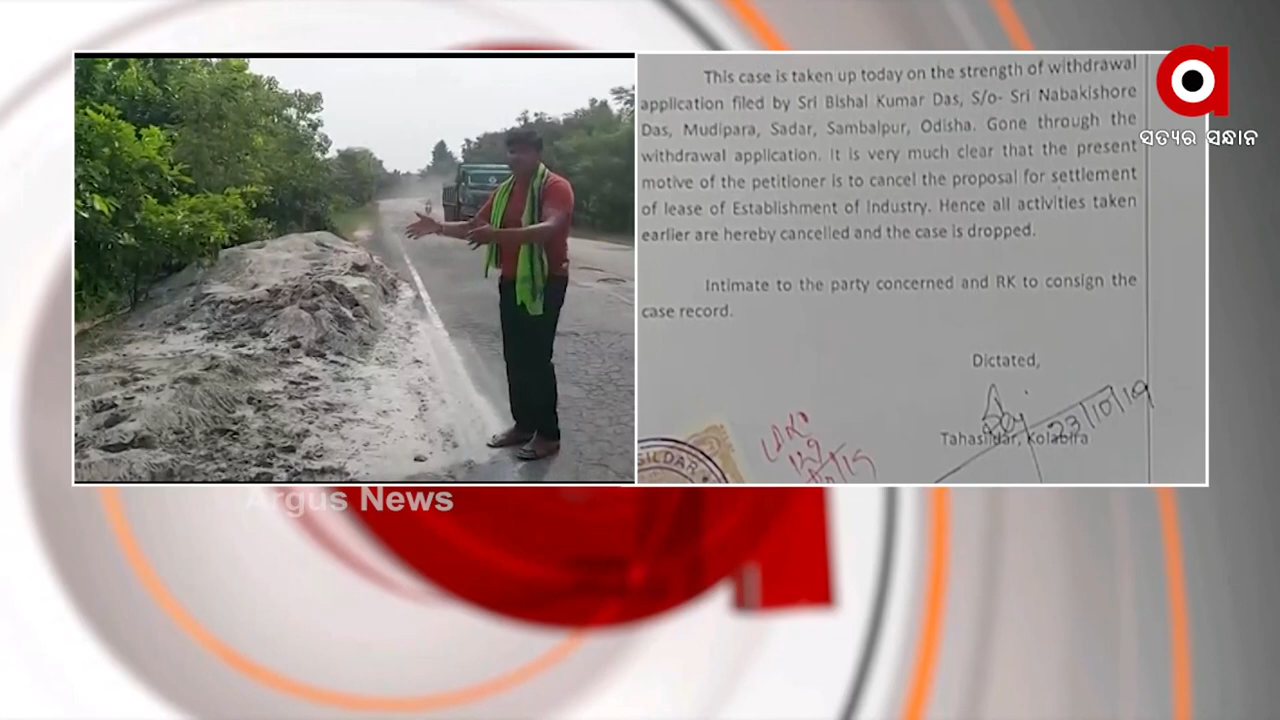 This case is taken up today on the strength of withdrawal
application filed by Sri Bishal Kumar Das, S/o- Sri Nabakishore
Das, Mudipara, Sadar, Sambalpur, Odisha. Gone through the
withdrawal application. It is very much clear that the present
motive of the petitioner is to cancel the proposal for settlement
of lease of Establishment of Industry. Hence all activities taken
earlier are hereby cancelled and the case is dropped.
Intimate to the party concerned and RK to consign the
case record.
Dictated,
23/10/19
Tahasildar, Kolabira
SILDAR
ସତ୍ୟର ସନ୍ଧାନ
Argus News